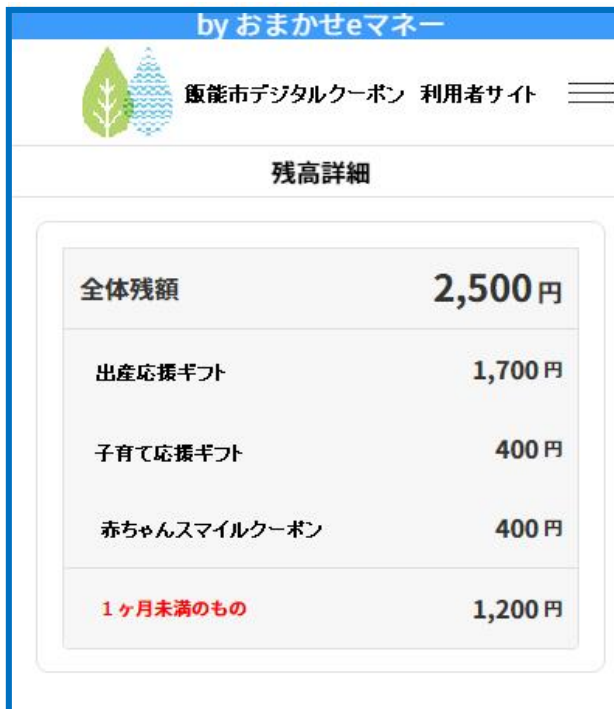 by おまかせeマネー
飯能市デジタルクーポン 利用者サイト
残高詳細
全体残額 2,500円
出産応援ギフト 1,700円
子育て応援ギフト 400円
赤ちゃんスマイルクーポン 400円
1ヶ月未満のもの 1,200円